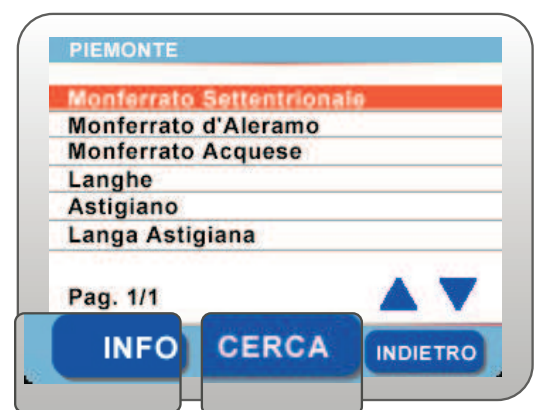 PIEMONTE
Monferrato Settentrionale
Monferrato d'Aleramo
Monferrato Acquese
Langhe
Astigiano
Langa Astigiana
Pag. 1/1
INFO CERCA INDIETRO